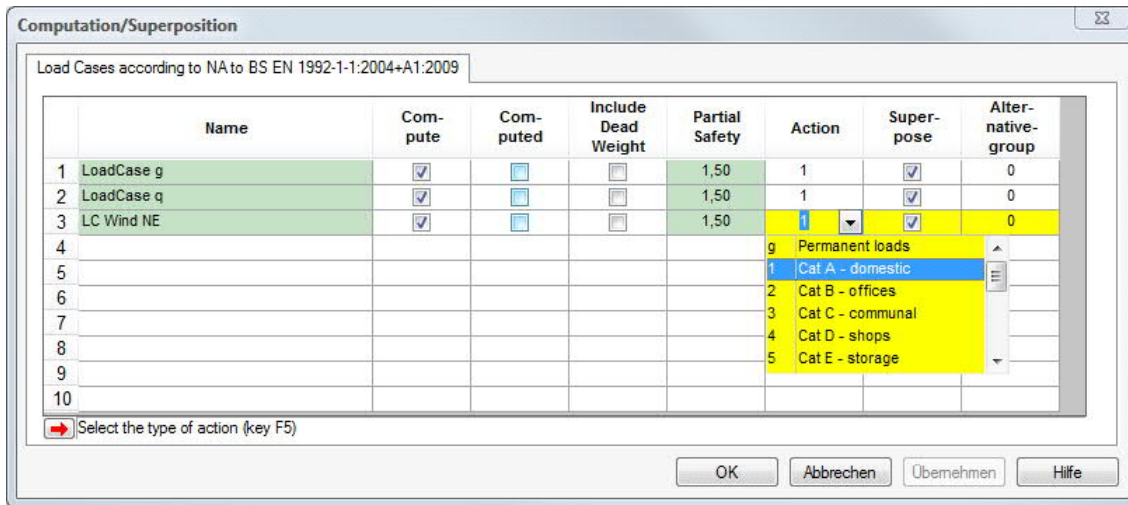 Computation/Superposition
Load Cases according to NA to BS EN 1992-1-1:2004+A1:2009
Name Com-pute Com-puted Include Dead Weight Partial Safety Action Super-pose Alter-native-group
1 LoadCase g 1,50 1 0
2 LoadCase q 1,50 1 0
3 LC Wind NE 1,50 1 0
4 g Permanent loads
5 1 Cat A - domestic
6 2 Cat B - offices
7 3 Cat C - communal
8 4 Cat D - shops
9 5 Cat E - storage
10
Select the type of action (key F5)
OK Abbrechen Übernehmen Hilfe